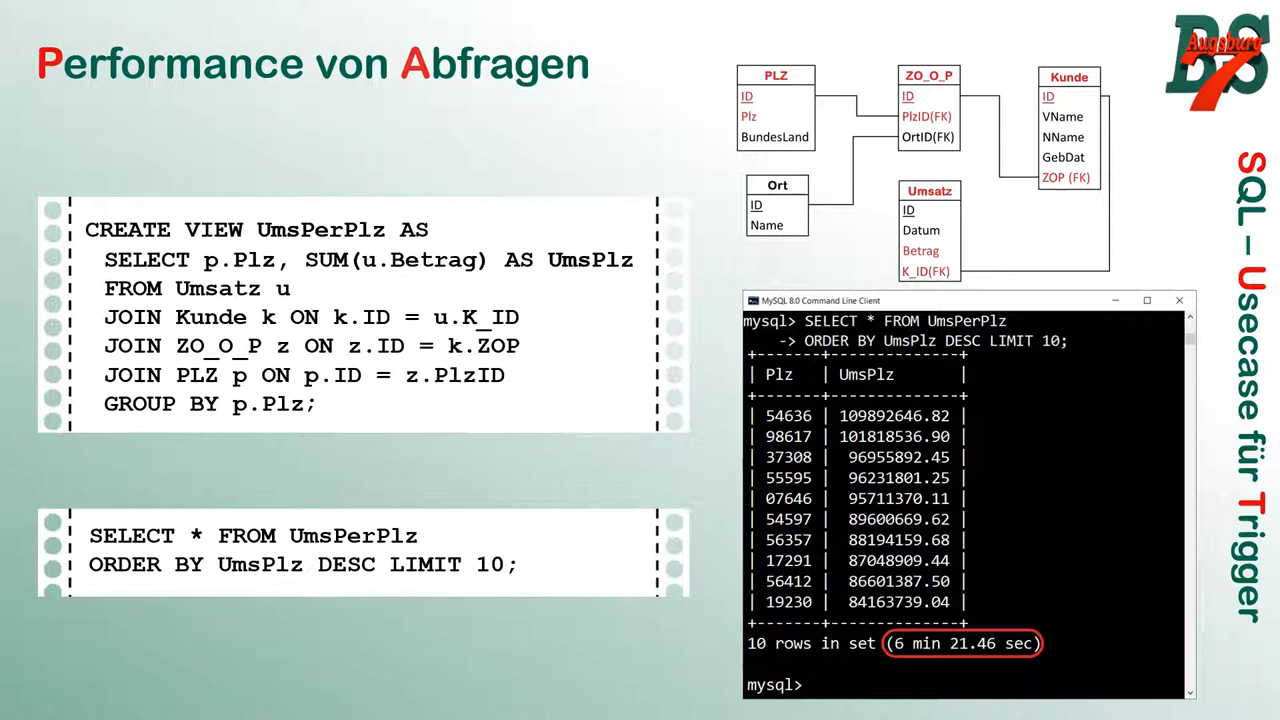 Performance von Abfragen
CREATE VIEW UmsPerPlz AS
SELECT p.Plz, SUM(u.Betrag) AS UmsPlz
FROM Umsatz u
JOIN Kunde k ON k.ID = u.K_ID
JOIN ZO_O_P z ON z.ID = k.ZOP
JOIN PLZ p ON p.ID = z.PlzID
GROUP BY p.Plz;
SELECT * FROM UmsPerPlz
ORDER BY UmsPlz DESC LIMIT 10;
PLZ
ID
Plz
BundesLand
Ort
ID
Name
ZO_O_P
ID
PlzID(FK)
OrtID(FK)
Umsatz
ID
Datum
Betrag
K_ID(FK)
Kunde
ID
VName
NName
GebDat
ZOP (FK)
MySQL 8.0 Command Line Client
mysql> SELECT * FROM UmsPerPlz
-> ORDER BY UmsPlz DESC LIMIT 10;
+-------+--------------+
| Plz | UmsPlz |
+-------+--------------+
| 54636 | 109892646.82 |
| 98617 | 101818536.90 |
| 37308 | 96955892.45 |
| 55595 | 96231801.25 |
| 07646 | 95711370.11 |
| 54597 | 89600669.62 |
| 56357 | 88194159.68 |
| 17291 | 87048909.44 |
| 56412 | 86601387.50 |
| 19230 | 84163739.04 |
+-------+--------------+
10 rows in set (6 min 21.46 sec)
mysql>
BS
Augsburg
7
SQL – Usecase für Trigger